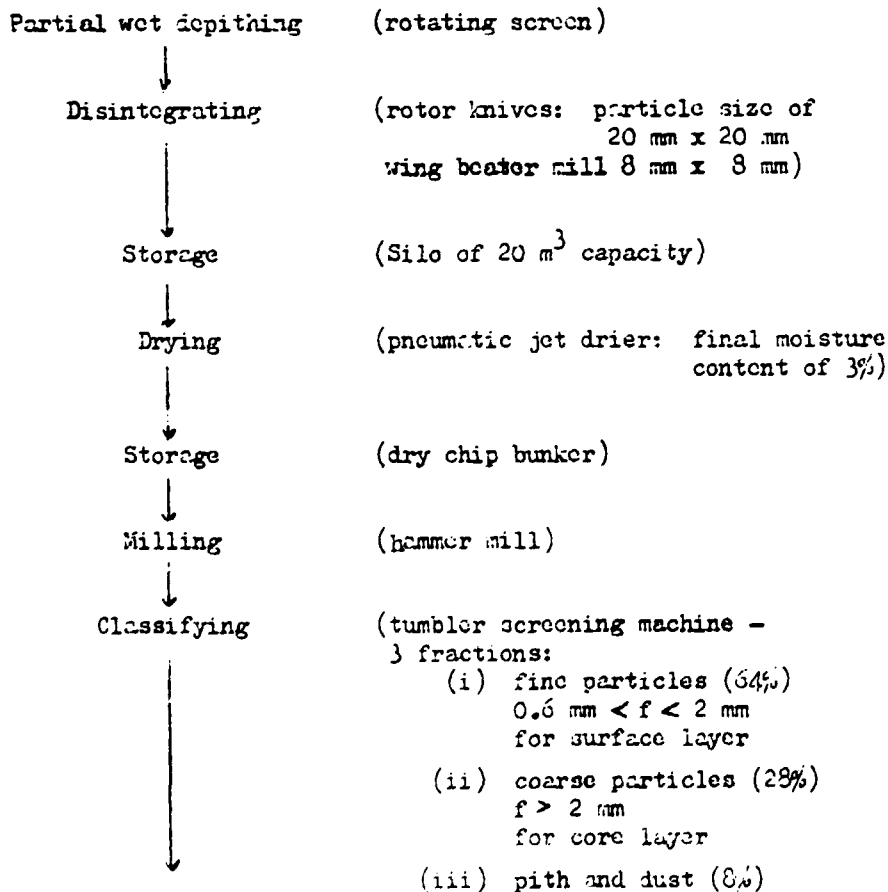 Partial wet depithing (rotating screen)
Disintegrating (rotor knives: particle size of
20 mm x 20 mm
wing beater mill 8 mm x 8 mm)
Storage (Silo of 20 m³ capacity)
Drying (pneumatic jet drier: final moisture
content of 3%)
Storage (dry chip bunker)
Milling (hammer mill)
Classifying (tumbler screening machine –
3 fractions:
(i) fine particles (64%)
0.6 mm < f < 2 mm
for surface layer
(ii) coarse particles (28%)
f > 2 mm
for core layer
(iii) pith and dust (8%)